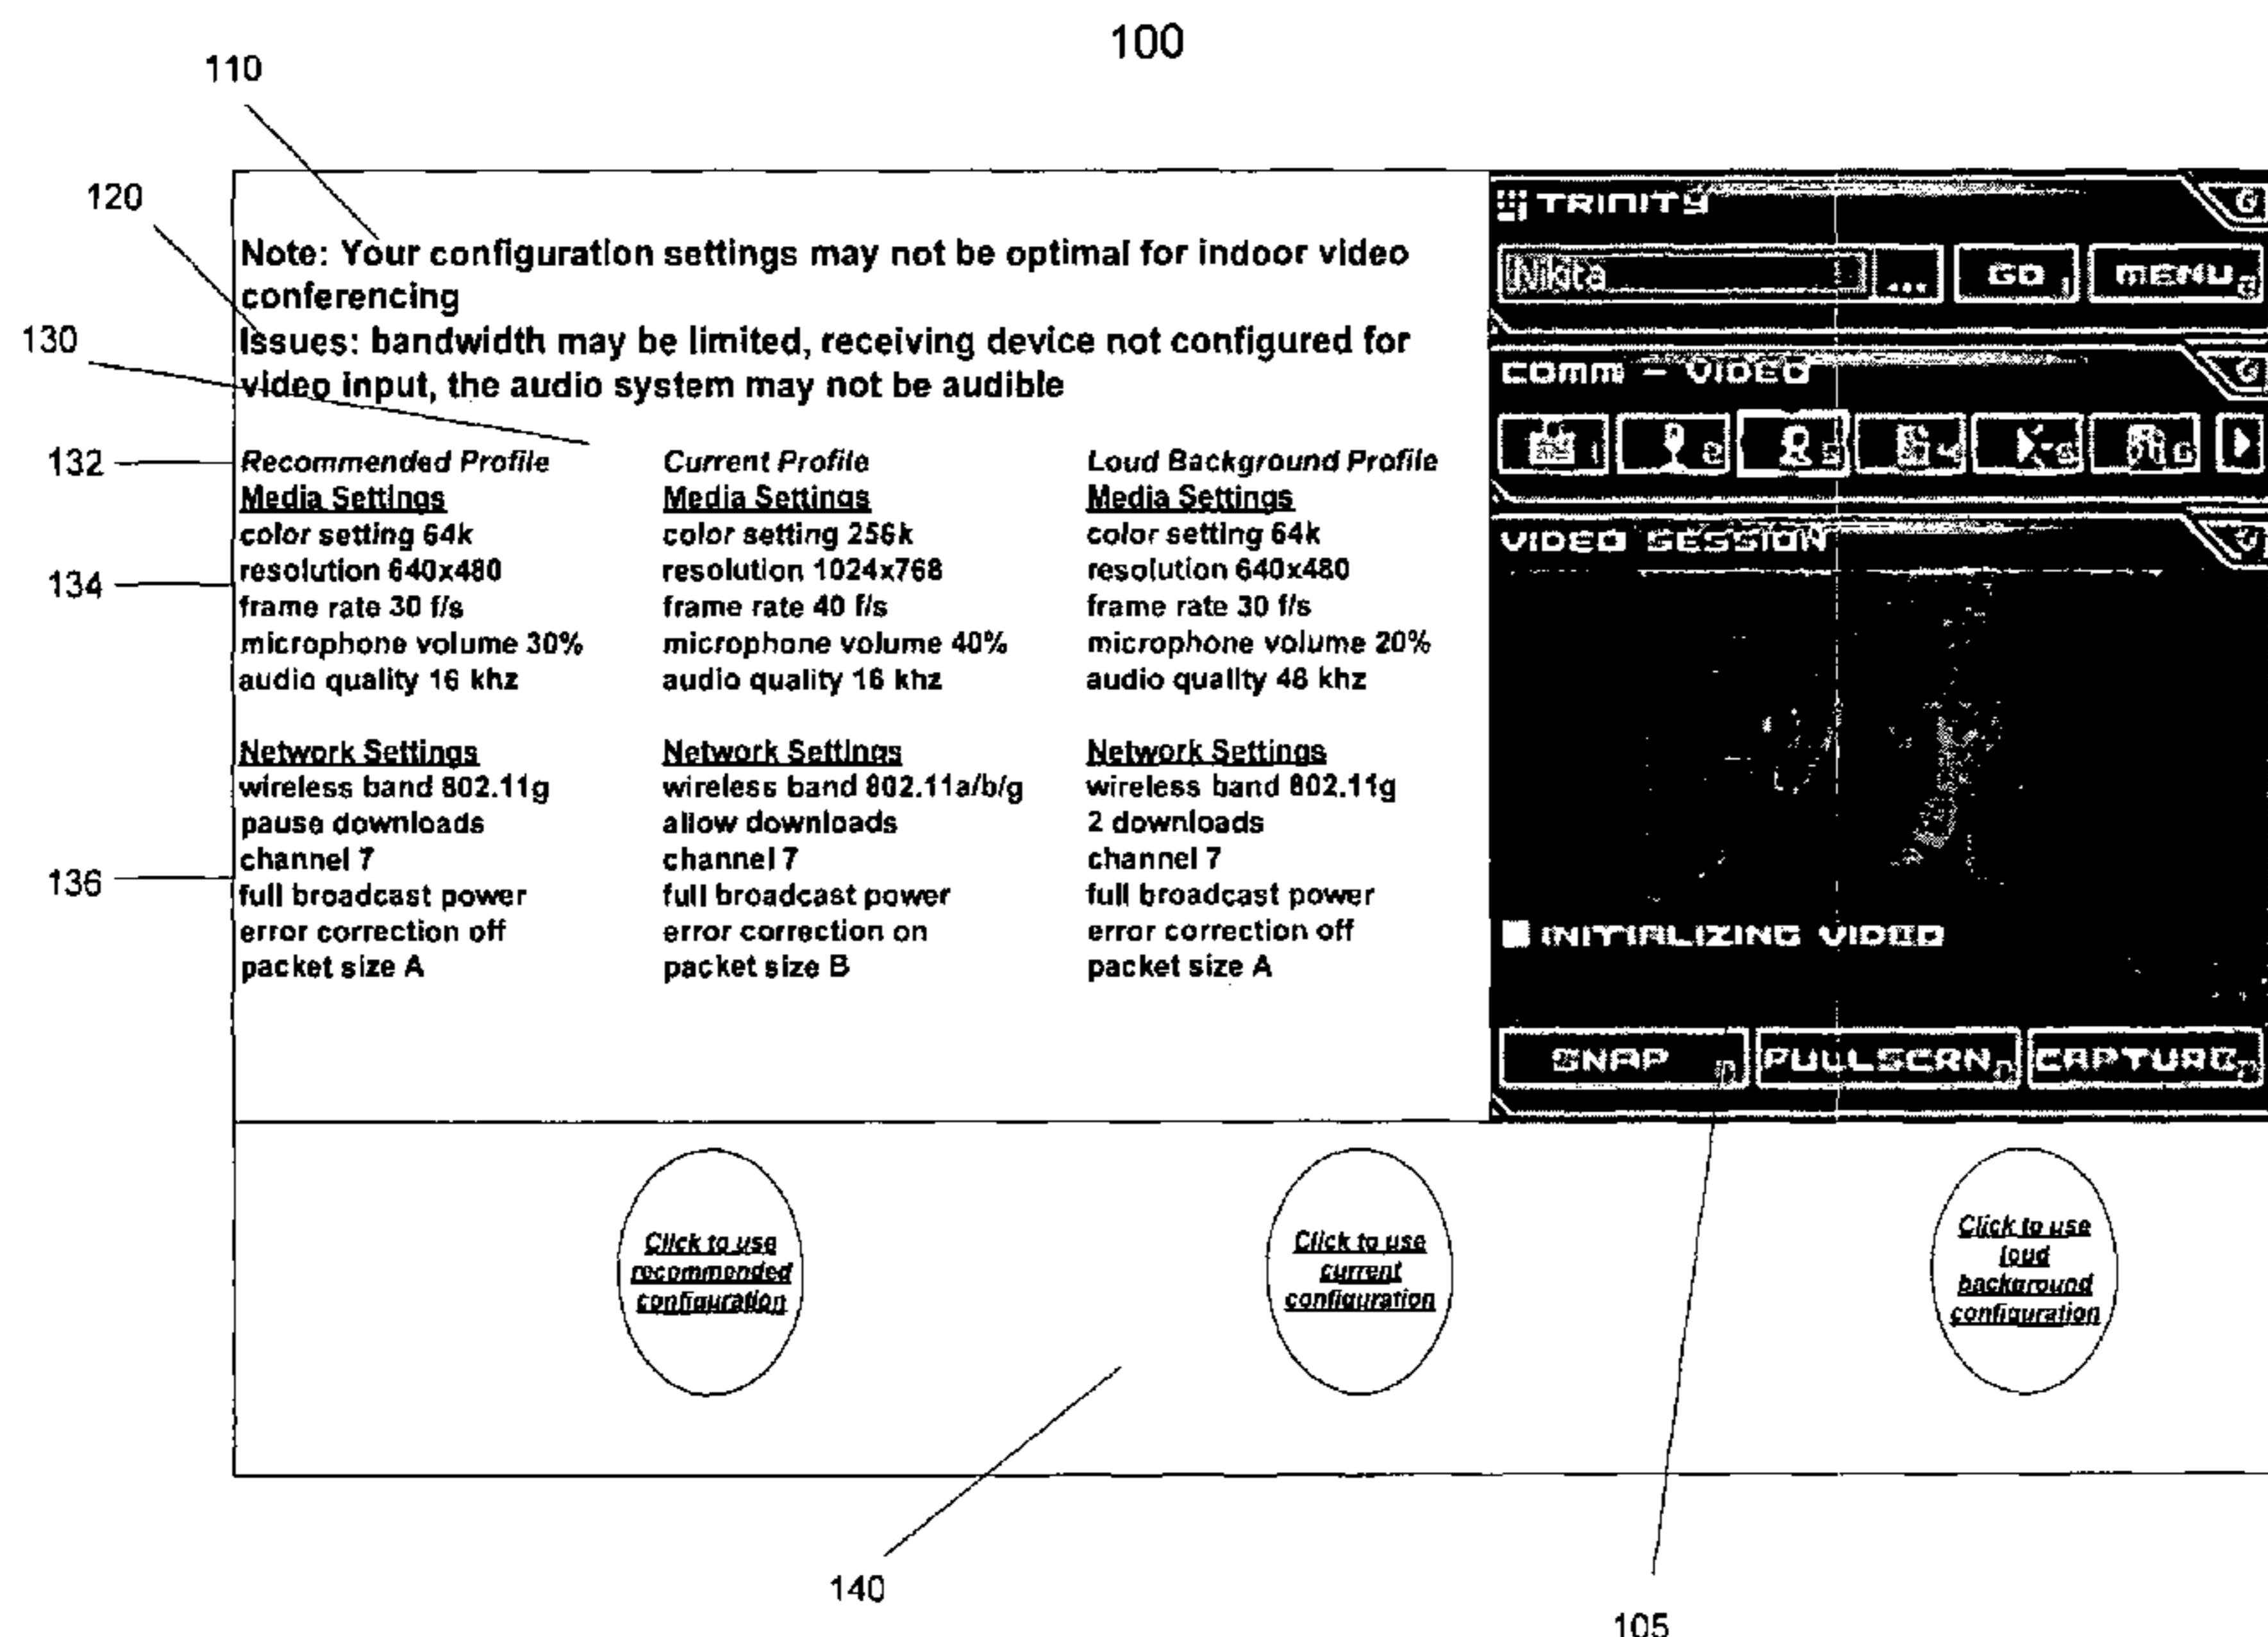 100
110
120
130
132
134
136
Note: Your configuration settings may not be optimal for indoor video
conferencing
Issues: bandwidth may be limited, receiving device not configured for
video input, the audio system may not be audible
Recommended Profile
Media Settings
color setting 64k
resolution 640x480
frame rate 30 f/s
microphone volume 30%
audio quality 16 khz
Network Settings
wireless band 802.11g
pause downloads
channel 7
full broadcast power
error correction off
packet size A
Current Profile
Media Settings
color setting 256k
resolution 1024x768
frame rate 40 f/s
microphone volume 40%
audio quality 16 khz
Network Settings
wireless band 802.11a/b/g
allow downloads
channel 7
full broadcast power
error correction on
packet size B
Loud Background Profile
Media Settings
color setting 64k
resolution 640x480
frame rate 30 f/s
microphone volume 20%
audio quality 48 khz
Network Settings
wireless band 802.11g
2 downloads
channel 7
full broadcast power
error correction off
packet size A
TRINITY
Nikita
...
GO 1
MENU
COMM - VIDEO
VIDEO SESSION
INITIALIZING VIDEO
SNAP
FULLSCRN
CAPTURE
Click to use
recommended
configuration
Click to use
current
configuration
Click to use
loud
background
configuration
140
105